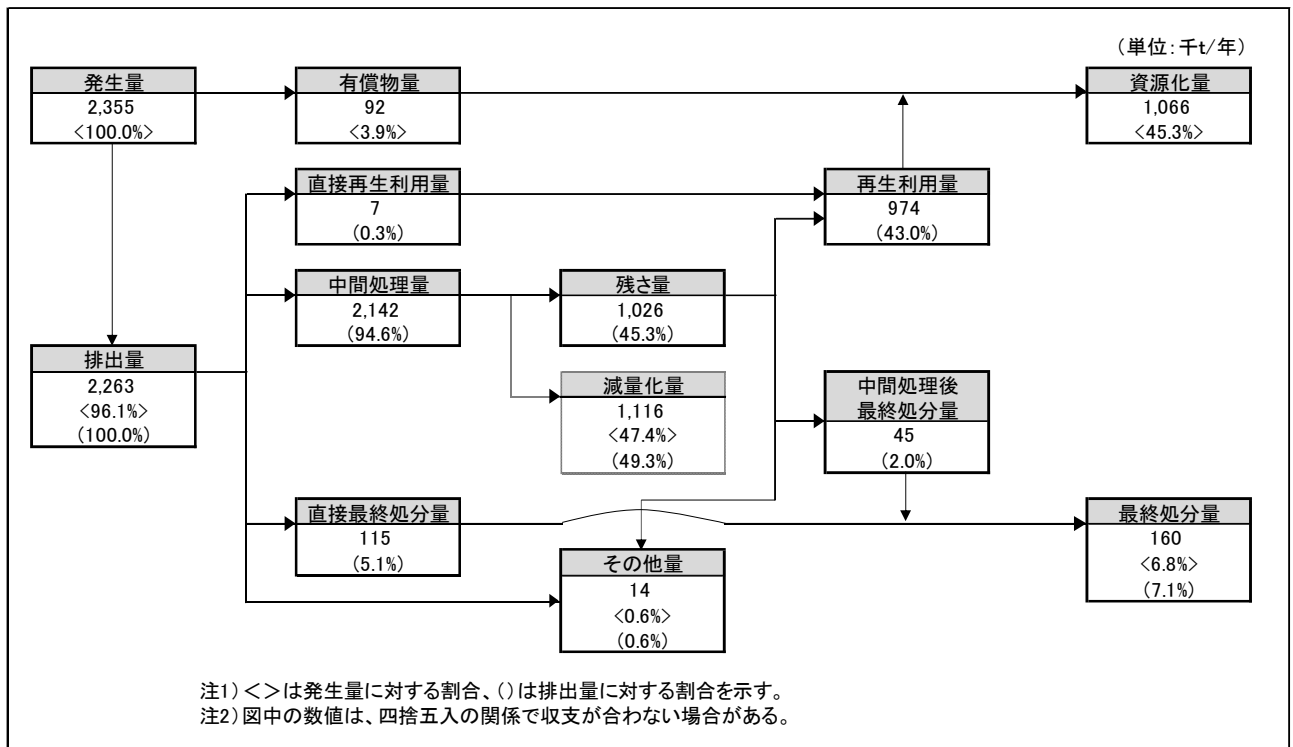 （単位：千t/年）
発生量
2,355
<100.0%>
有償物量
92
<3.9%>
資源化量
1,066
<45.3%>
直接再生利用量
7
(0.3%)
再生利用量
974
(43.0%)
中間処理量
2,142
(94.6%)
残さ量
1,026
(45.3%)
排出量
2,263
<96.1%>
(100.0%)
減量化量
1,116
<47.4%>
(49.3%)
中間処理後
最終処分量
45
(2.0%)
直接最終処分量
115
(5.1%)
その他量
14
<0.6%>
(0.6%)
最終処分量
160
<6.8%>
(7.1%)
注1）＜＞は発生量に対する割合、（）は排出量に対する割合を示す。
注2）図中の数値は、四捨五入の関係で収支が合わない場合がある。